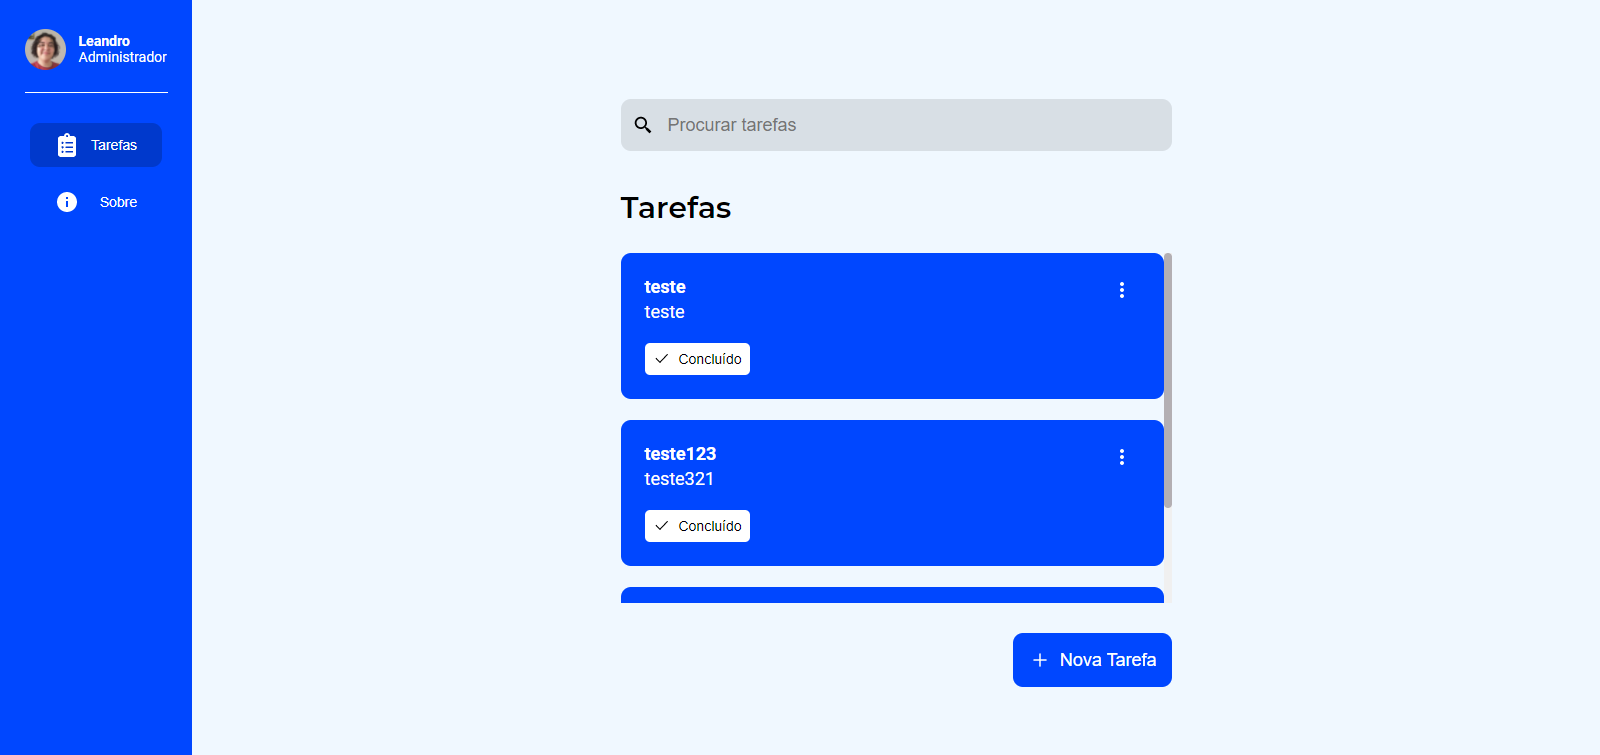 Leandro
Administrador
Tarefas
Sobre
Procurar tarefas
Tarefas
teste
teste
Concluído
teste123
teste321
Concluído
Nova Tarefa